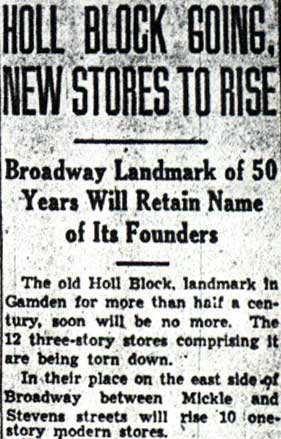 HOLL BLOCK GOING,
NEW STORES TO RISE
Broadway Landmark of 50
Years Will Retain Name
of Its Founders
The old Holl Block, landmark in
Camden for more than half a cen-
tury, soon will be no more. The
12 three-story stores comprising it
are being torn down.
In their place on the east side of
Broadway between Mickle and
Stevens streets will rise 10 one-
story modern stores.